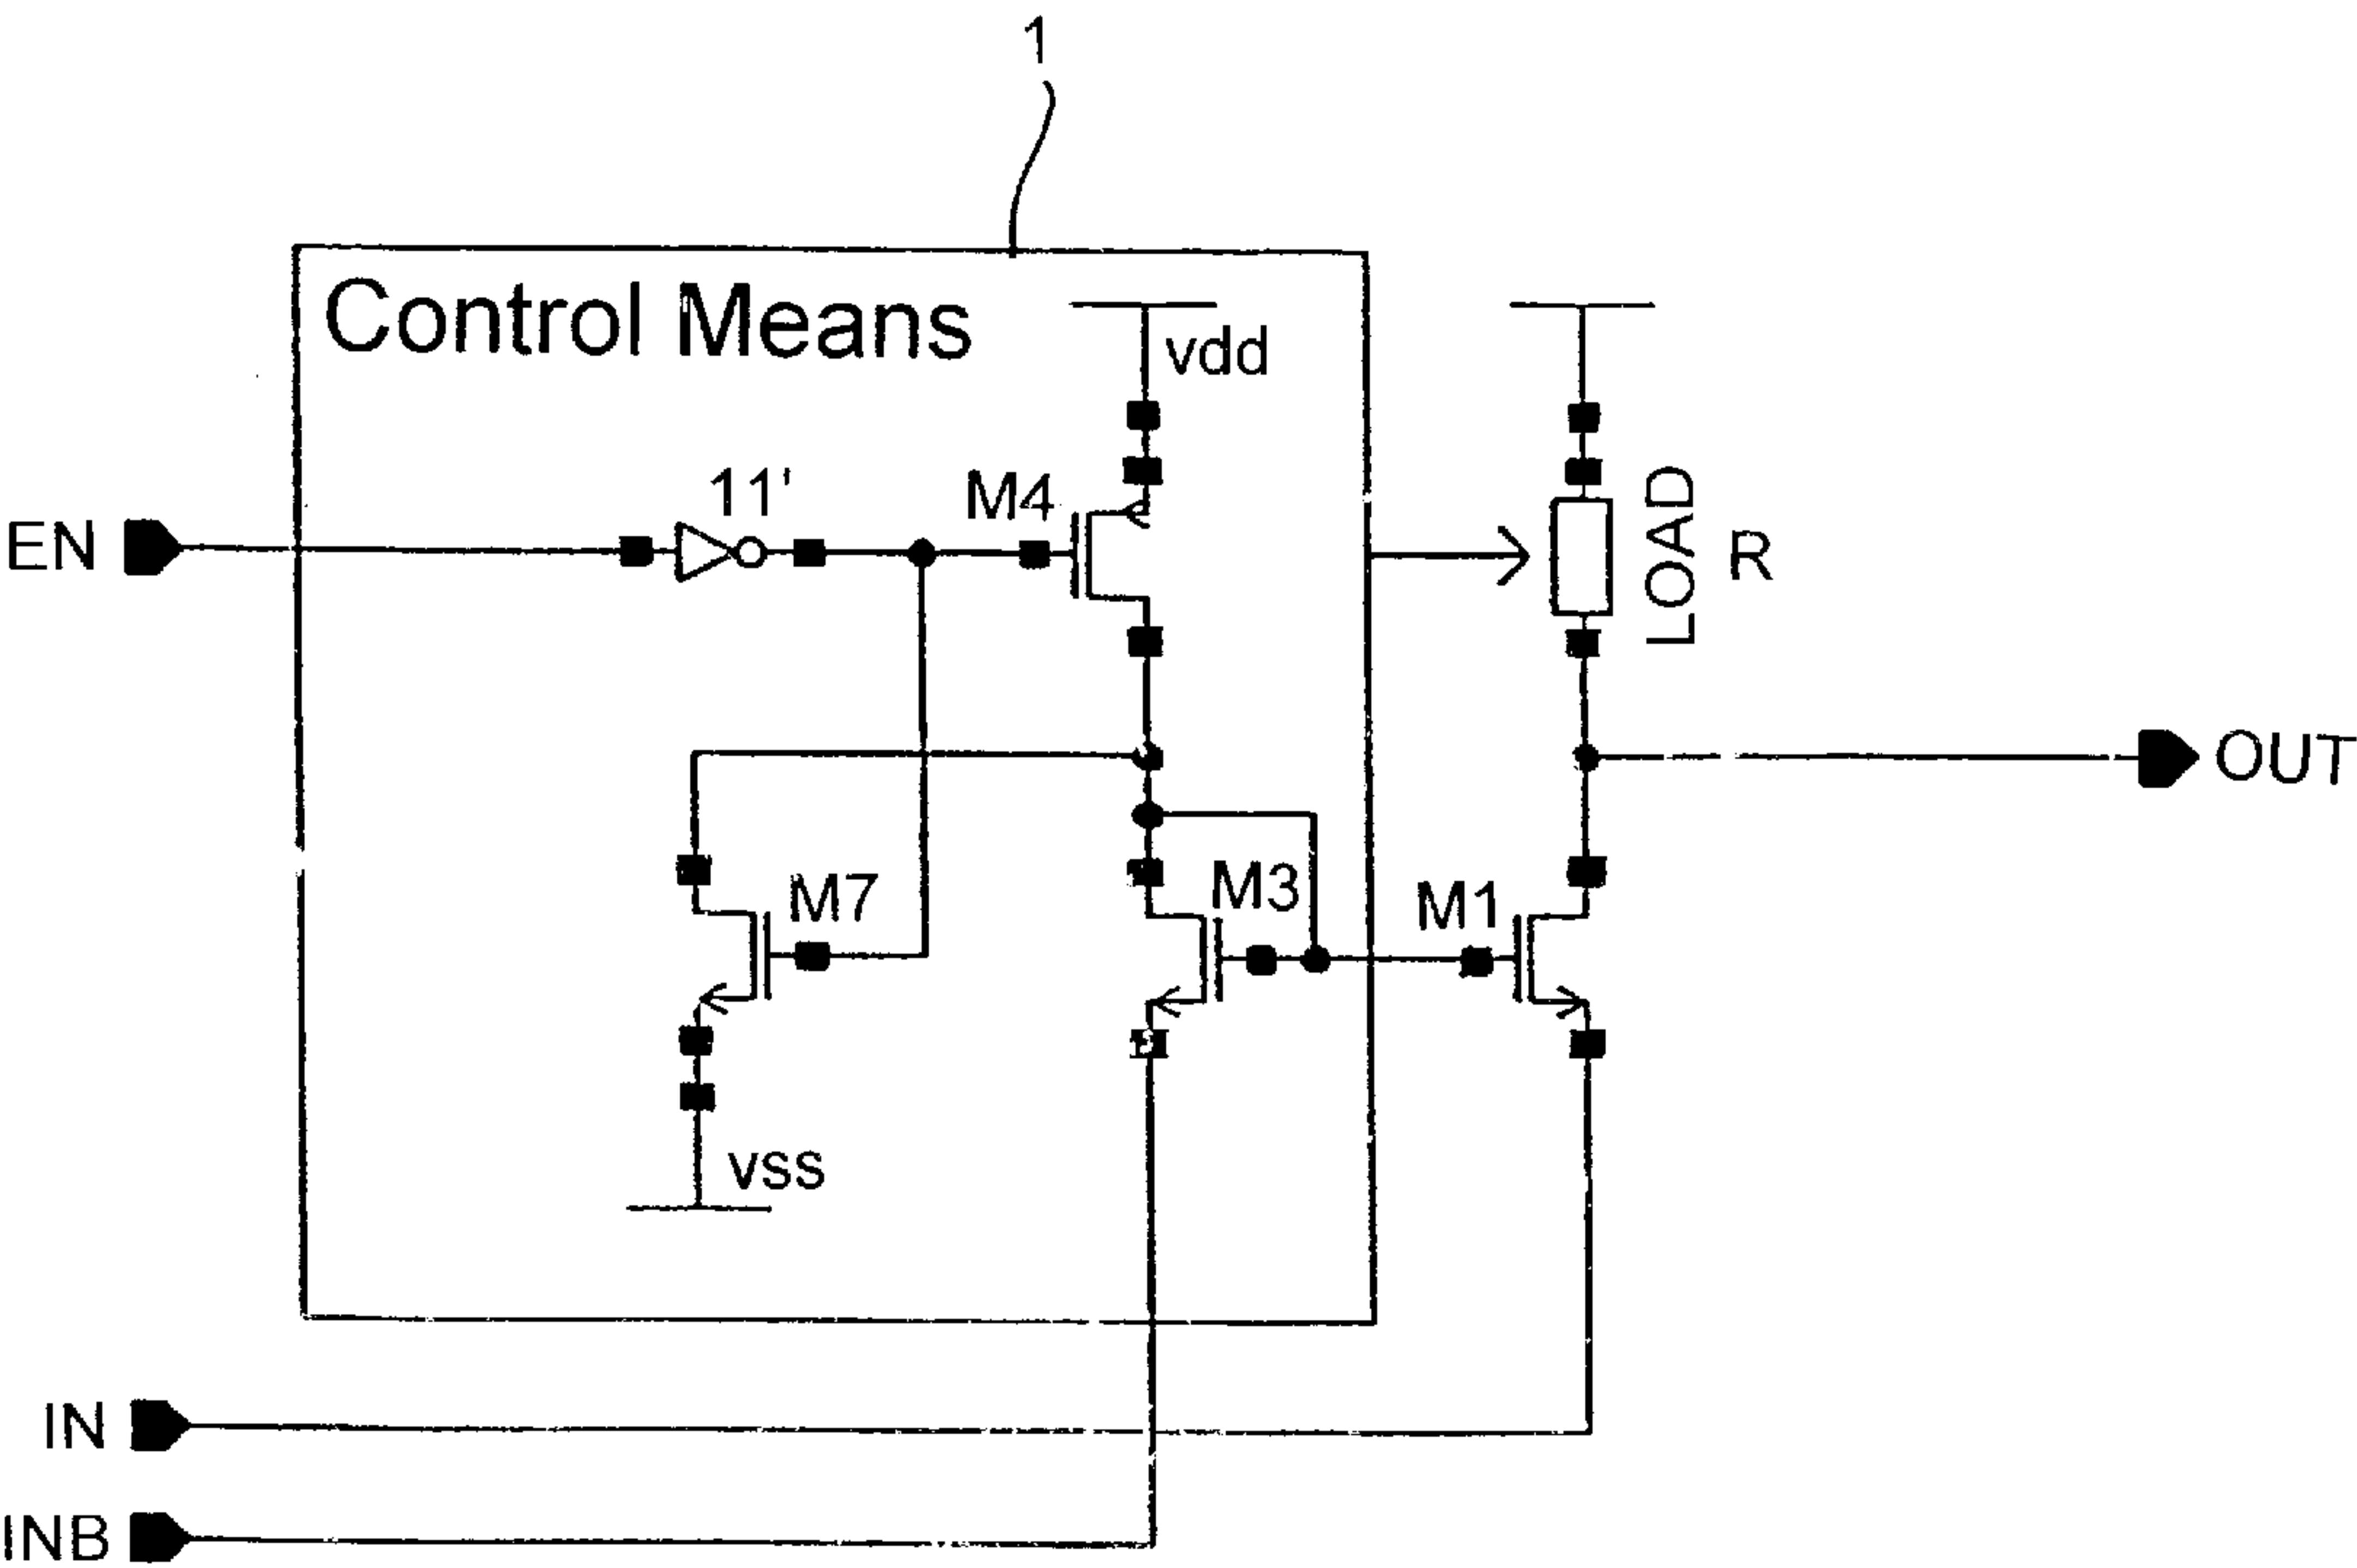 1
Control Means
vdd
11'
M4
EN
LOAD
R
OUT
M7
M3
M1
vss
IN
INB